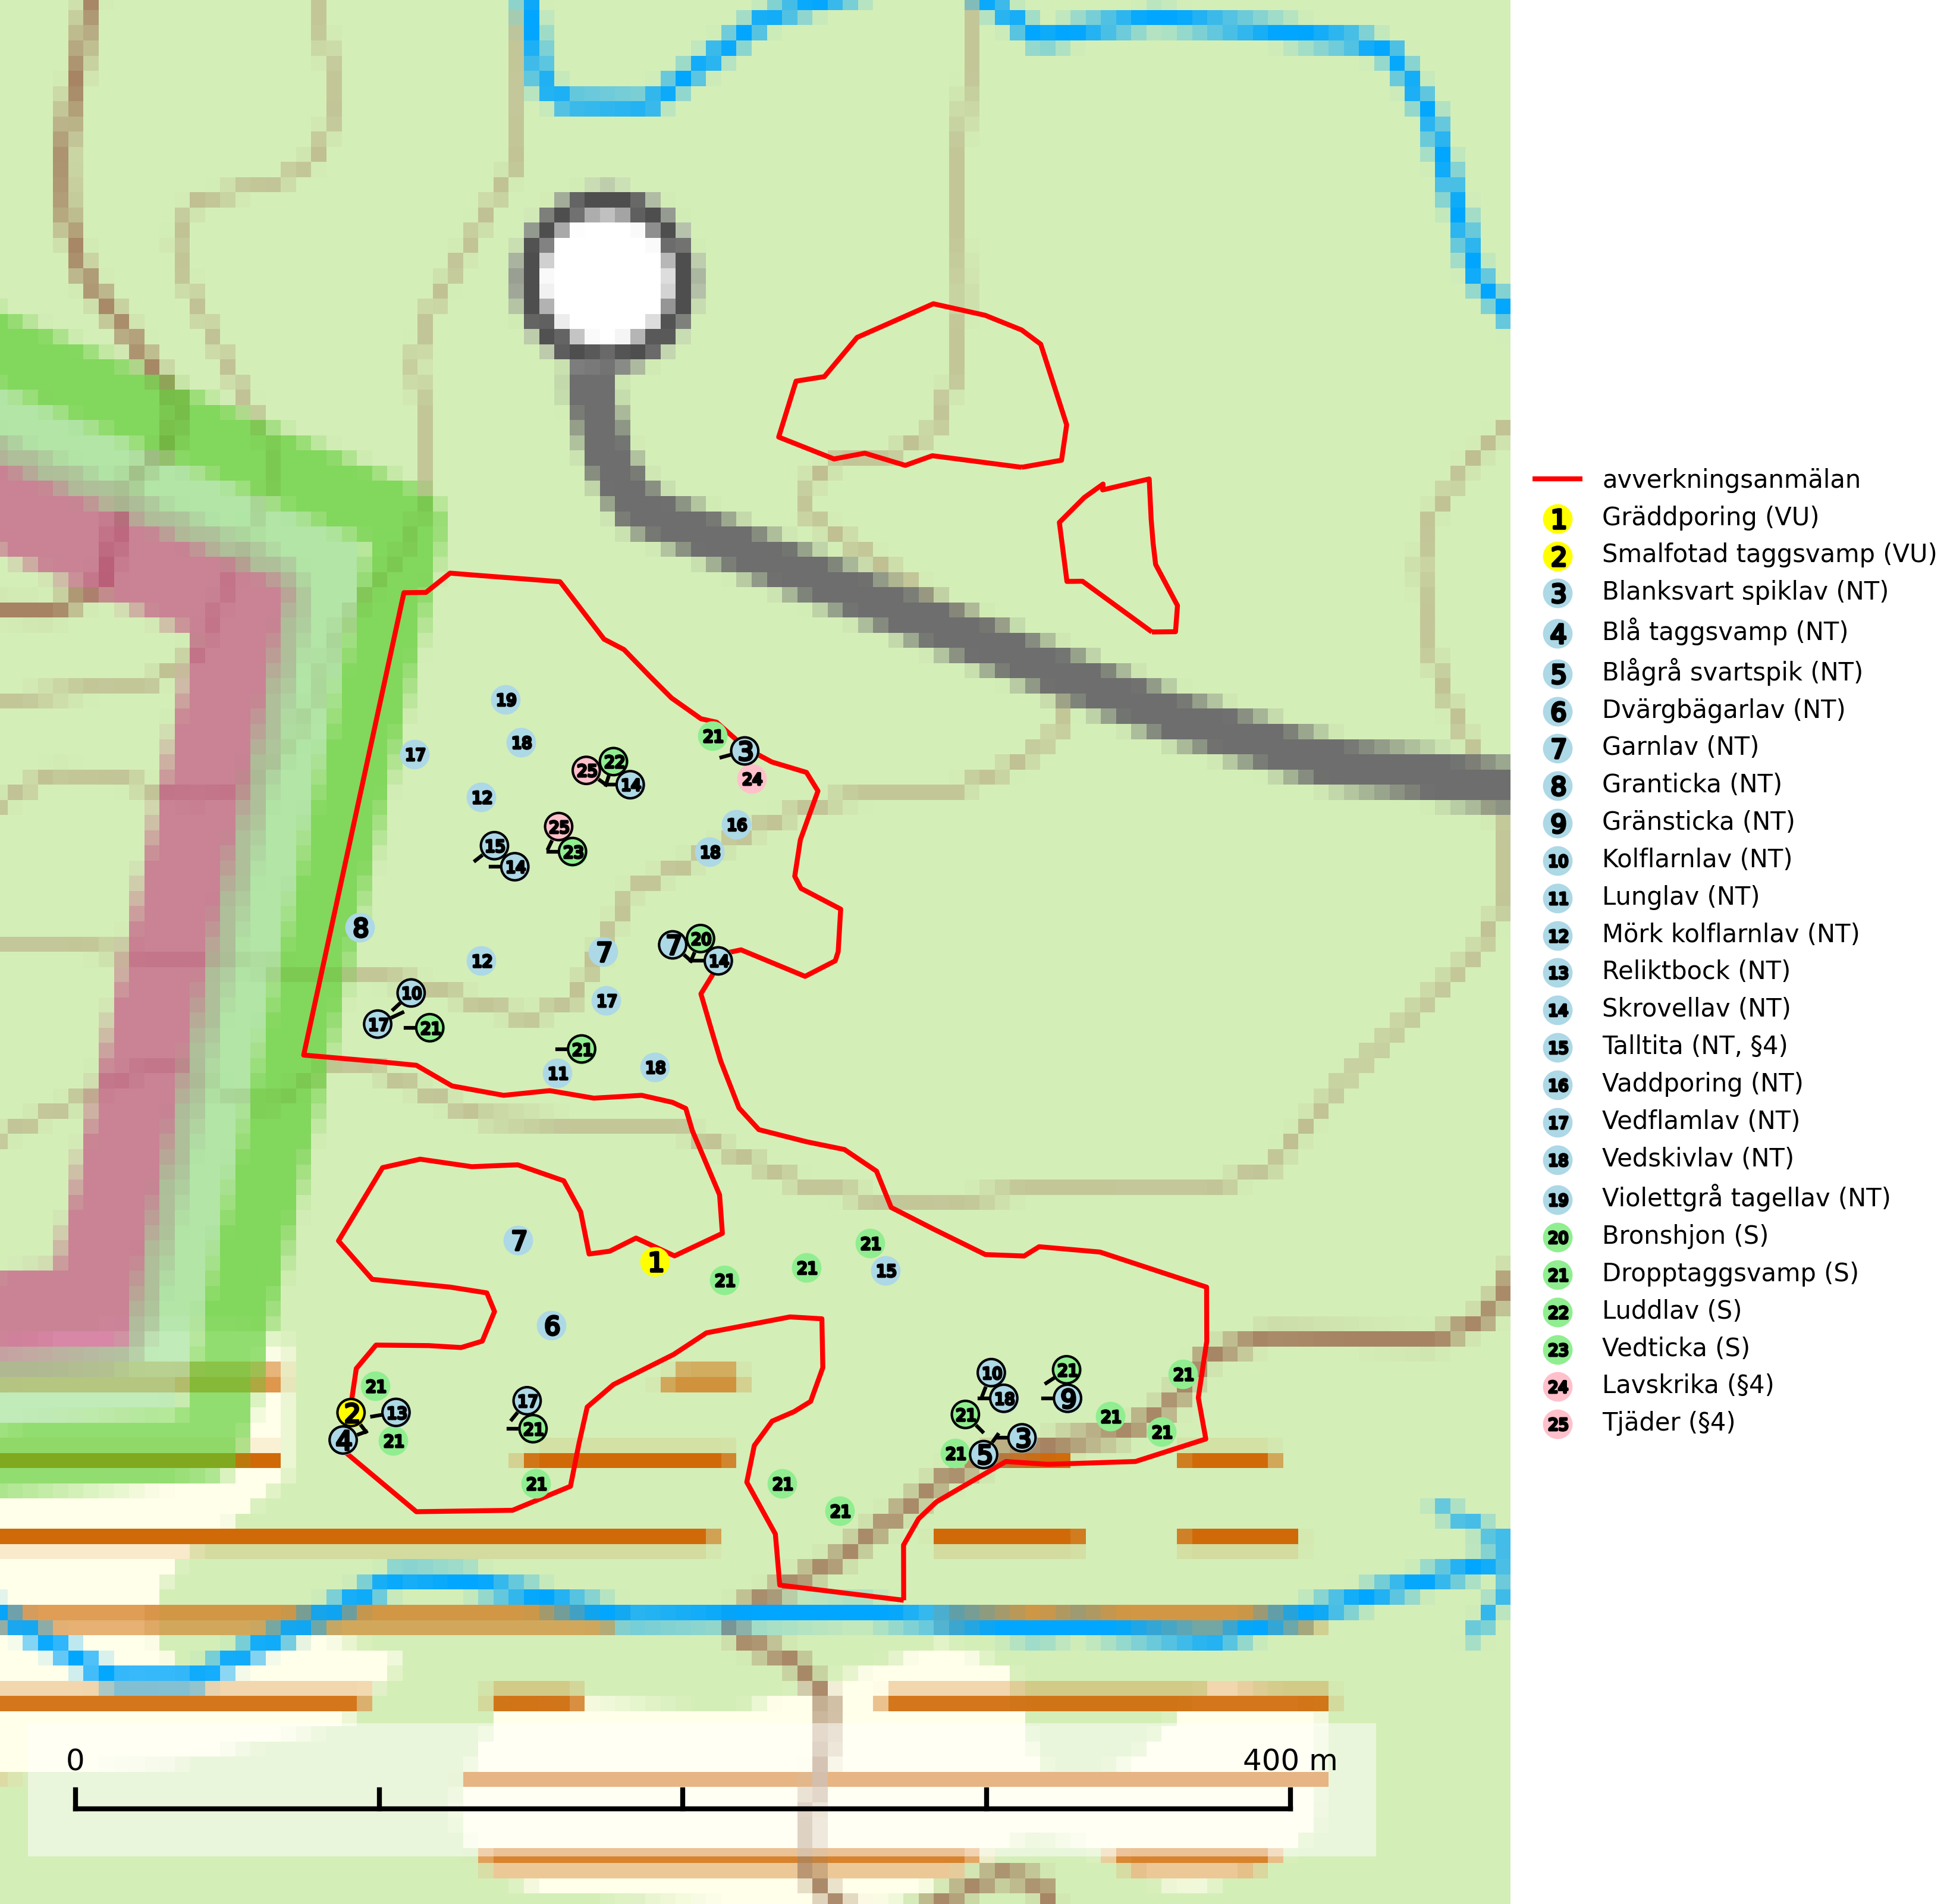 19
18
17
21
3
24
22
25
14
12
16
25
23
18
15
14
8
7
20
14
12
7
10
17
17
21
21
11
18
7
1
21
21
21
15
6
21
2
13
4
21
17
21
21
10
18
21
9
21
21
3
5
21
21
21
21
21
0
400 m
avverkningsanmälan
1 Gräddporing (VU)
2 Smalfotad taggsvamp (VU)
3 Blanksvart spiklav (NT)
4 Blå taggsvamp (NT)
5 Blågrå svartspik (NT)
6 Dvärgbägarlav (NT)
7 Garnlav (NT)
8 Granticka (NT)
9 Gränsticka (NT)
10 Kolflarnlav (NT)
11 Lunglav (NT)
12 Mörk kolflarnlav (NT)
13 Reliktbock (NT)
14 Skrovellav (NT)
15 Talltita (NT, §4)
16 Vaddporing (NT)
17 Vedflamlav (NT)
18 Vedskivlav (NT)
19 Violettgrå tagellav (NT)
20 Bronshjon (S)
21 Dropptaggsvamp (S)
22 Luddlav (S)
23 Vedticka (S)
24 Lavskrika (§4)
25 Tjäder (§4)